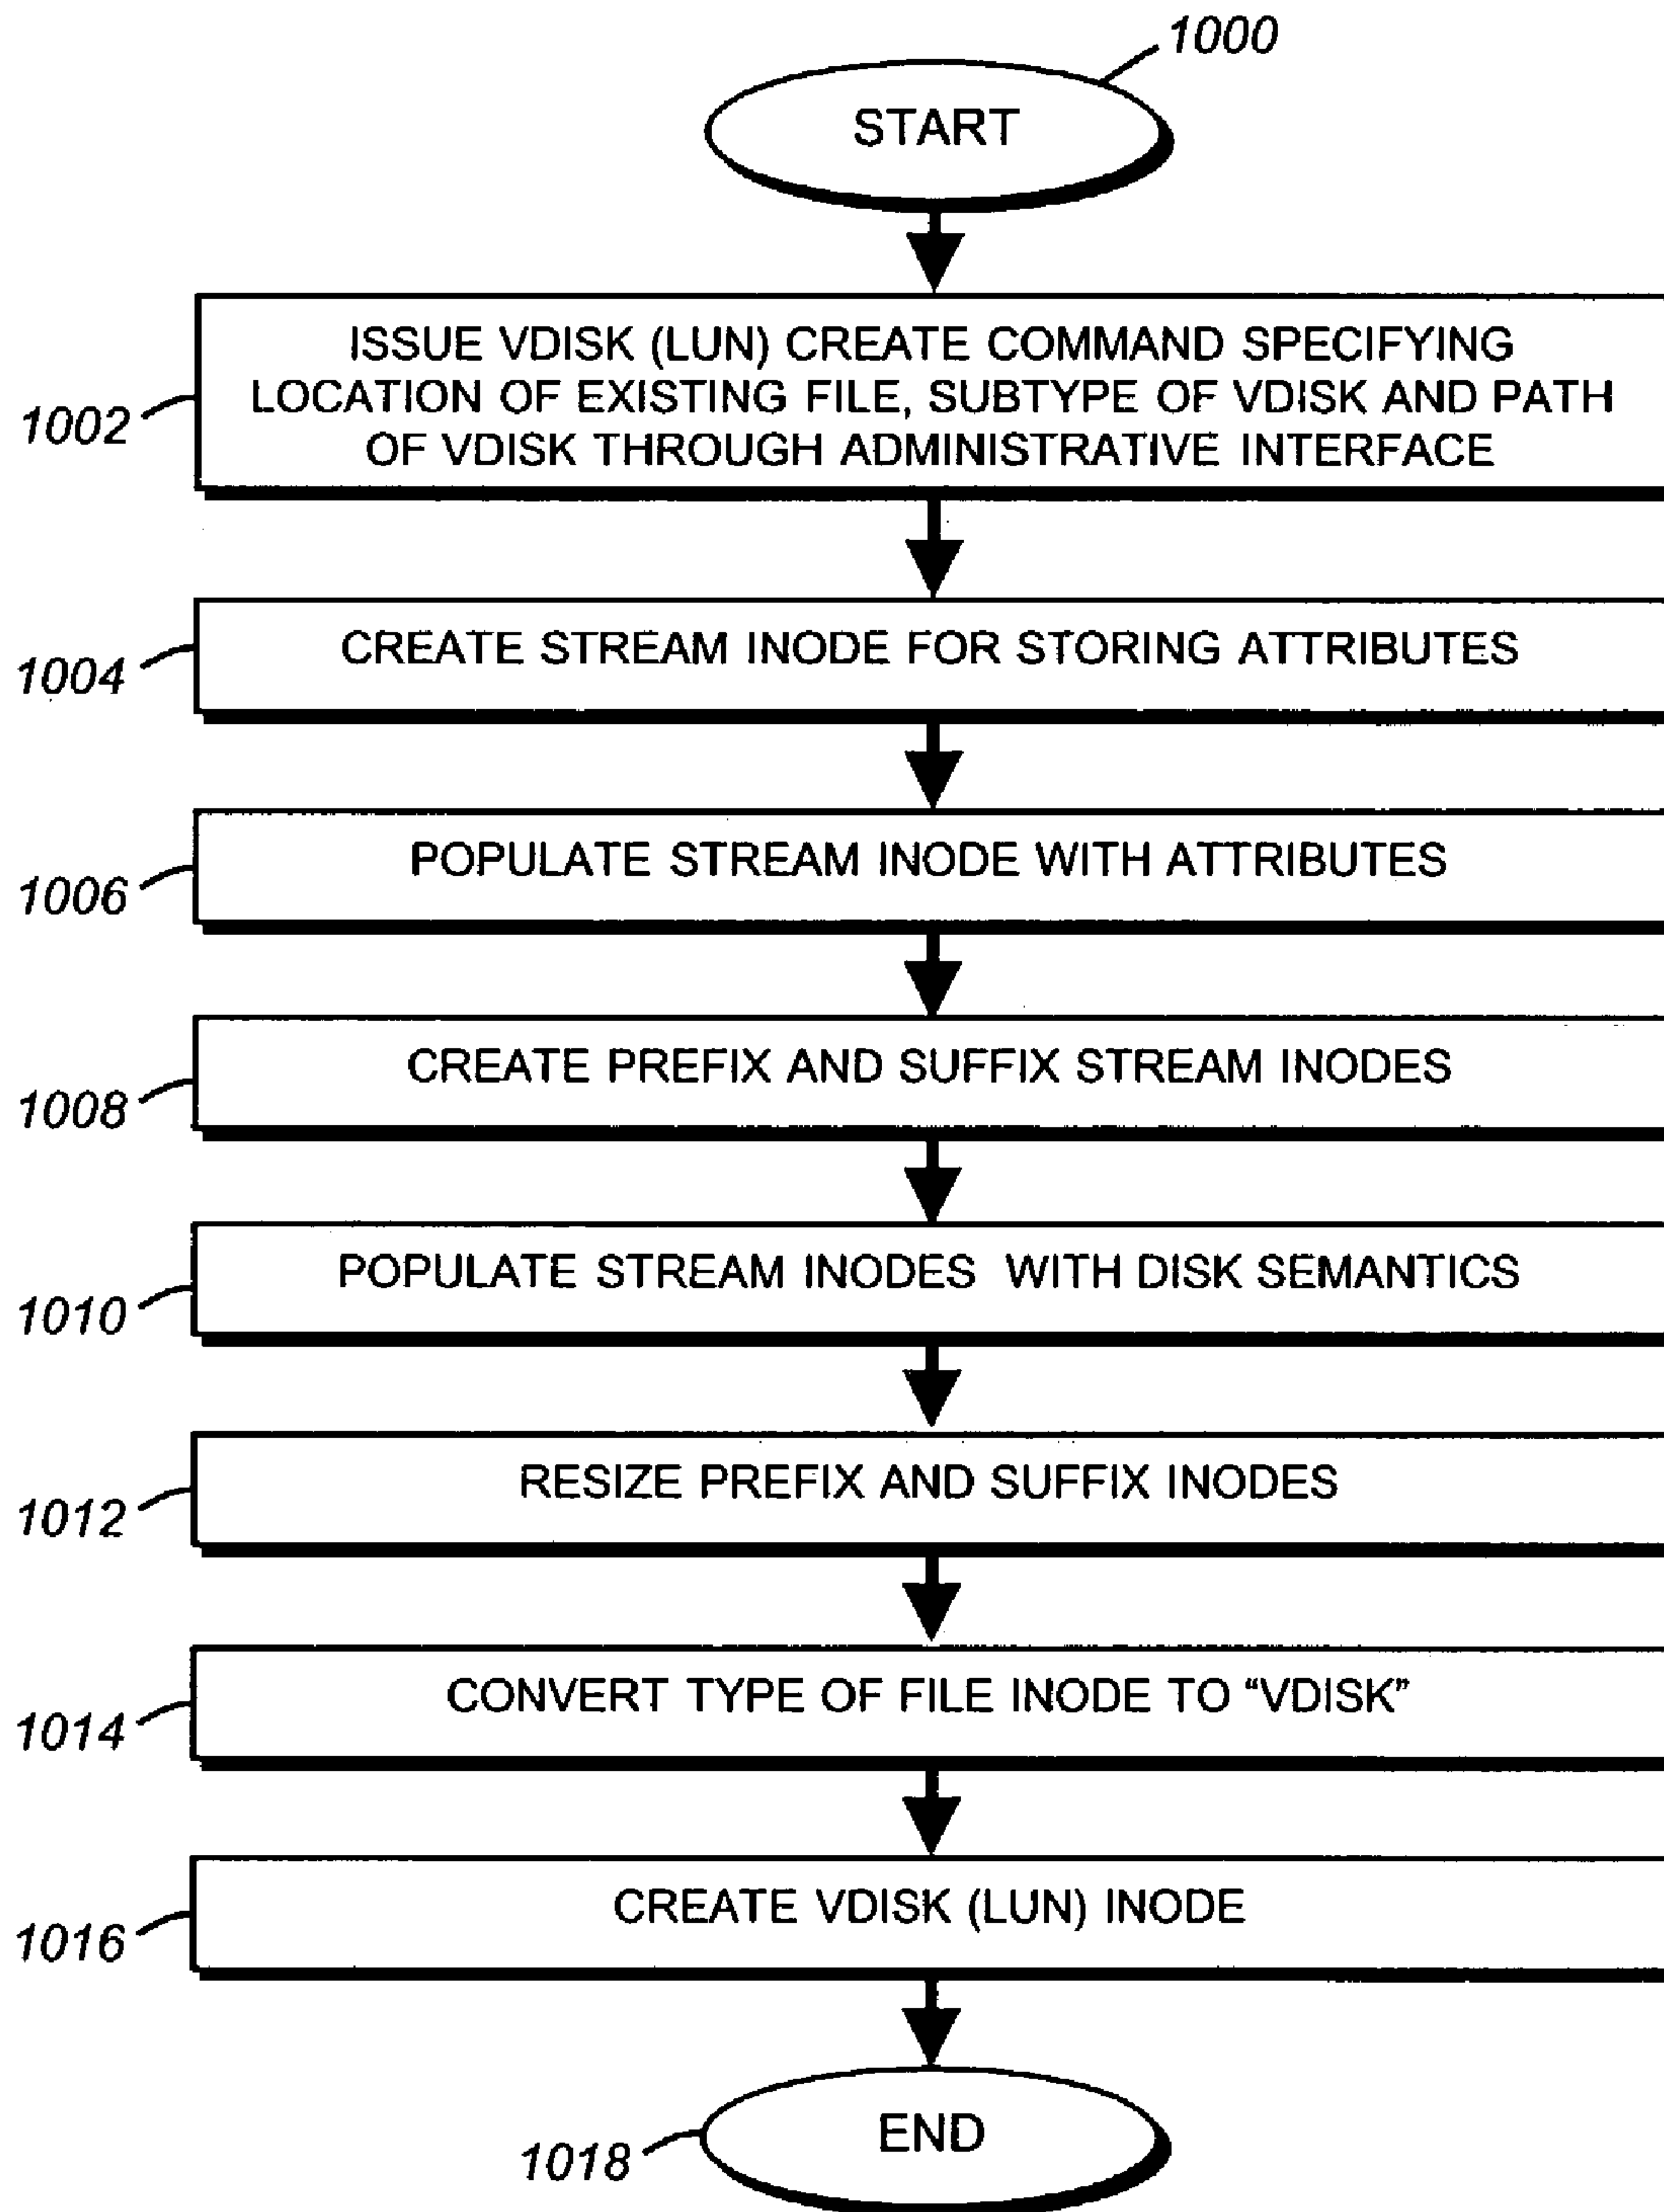 1000
START
1002
ISSUE VDISK (LUN) CREATE COMMAND SPECIFYING
LOCATION OF EXISTING FILE, SUBTYPE OF VDISK AND PATH
OF VDISK THROUGH ADMINISTRATIVE INTERFACE
1004
CREATE STREAM INODE FOR STORING ATTRIBUTES
1006
POPULATE STREAM INODE WITH ATTRIBUTES
1008
CREATE PREFIX AND SUFFIX STREAM INODES
1010
POPULATE STREAM INODES WITH DISK SEMANTICS
1012
RESIZE PREFIX AND SUFFIX INODES
1014
CONVERT TYPE OF FILE INODE TO “VDISK”
1016
CREATE VDISK (LUN) INODE
1018
END